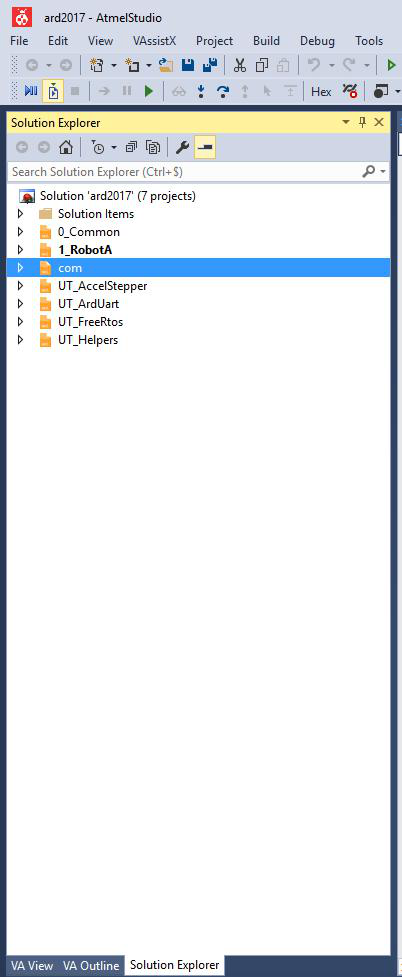 ard2017 - AtmelStudio
File Edit View VAssistX Project Build Debug Tools
Hex
Solution Explorer
Search Solution Explorer (Ctrl+$)
Solution 'ard2017' (7 projects)
Solution Items
0_Common
1_RobotA
com
UT_AccelStepper
UT_ArdUart
UT_FreeRtos
UT_Helpers
VA View VA Outline Solution Explorer